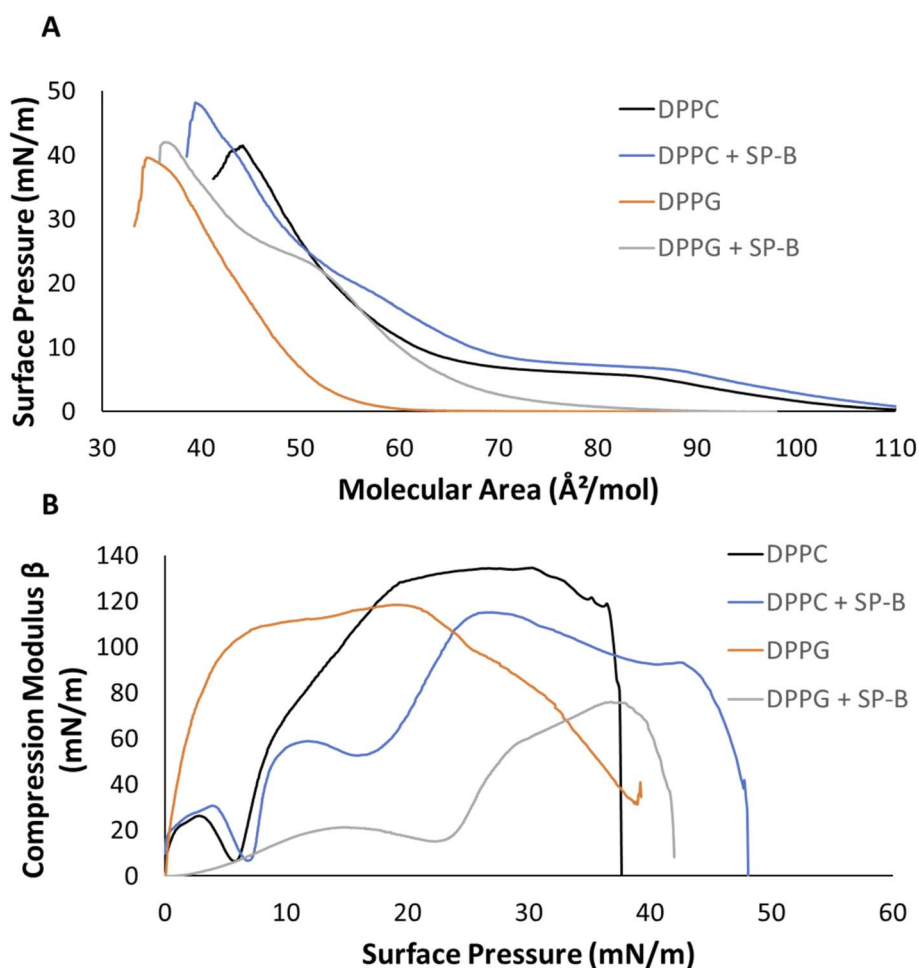 A
Surface Pressure (mN/m)
50
40
30
20
10
0
30 40 50 60 70 80 90 100 110
Molecular Area (Å²/mol)
DPPC
DPPC + SP-B
DPPG
DPPG + SP-B
B
Compression Modulus β
(mN/m)
140
120
100
80
60
40
20
0
0 10 20 30 40 50 60
Surface Pressure (mN/m)
DPPC
DPPC + SP-B
DPPG
DPPG + SP-B